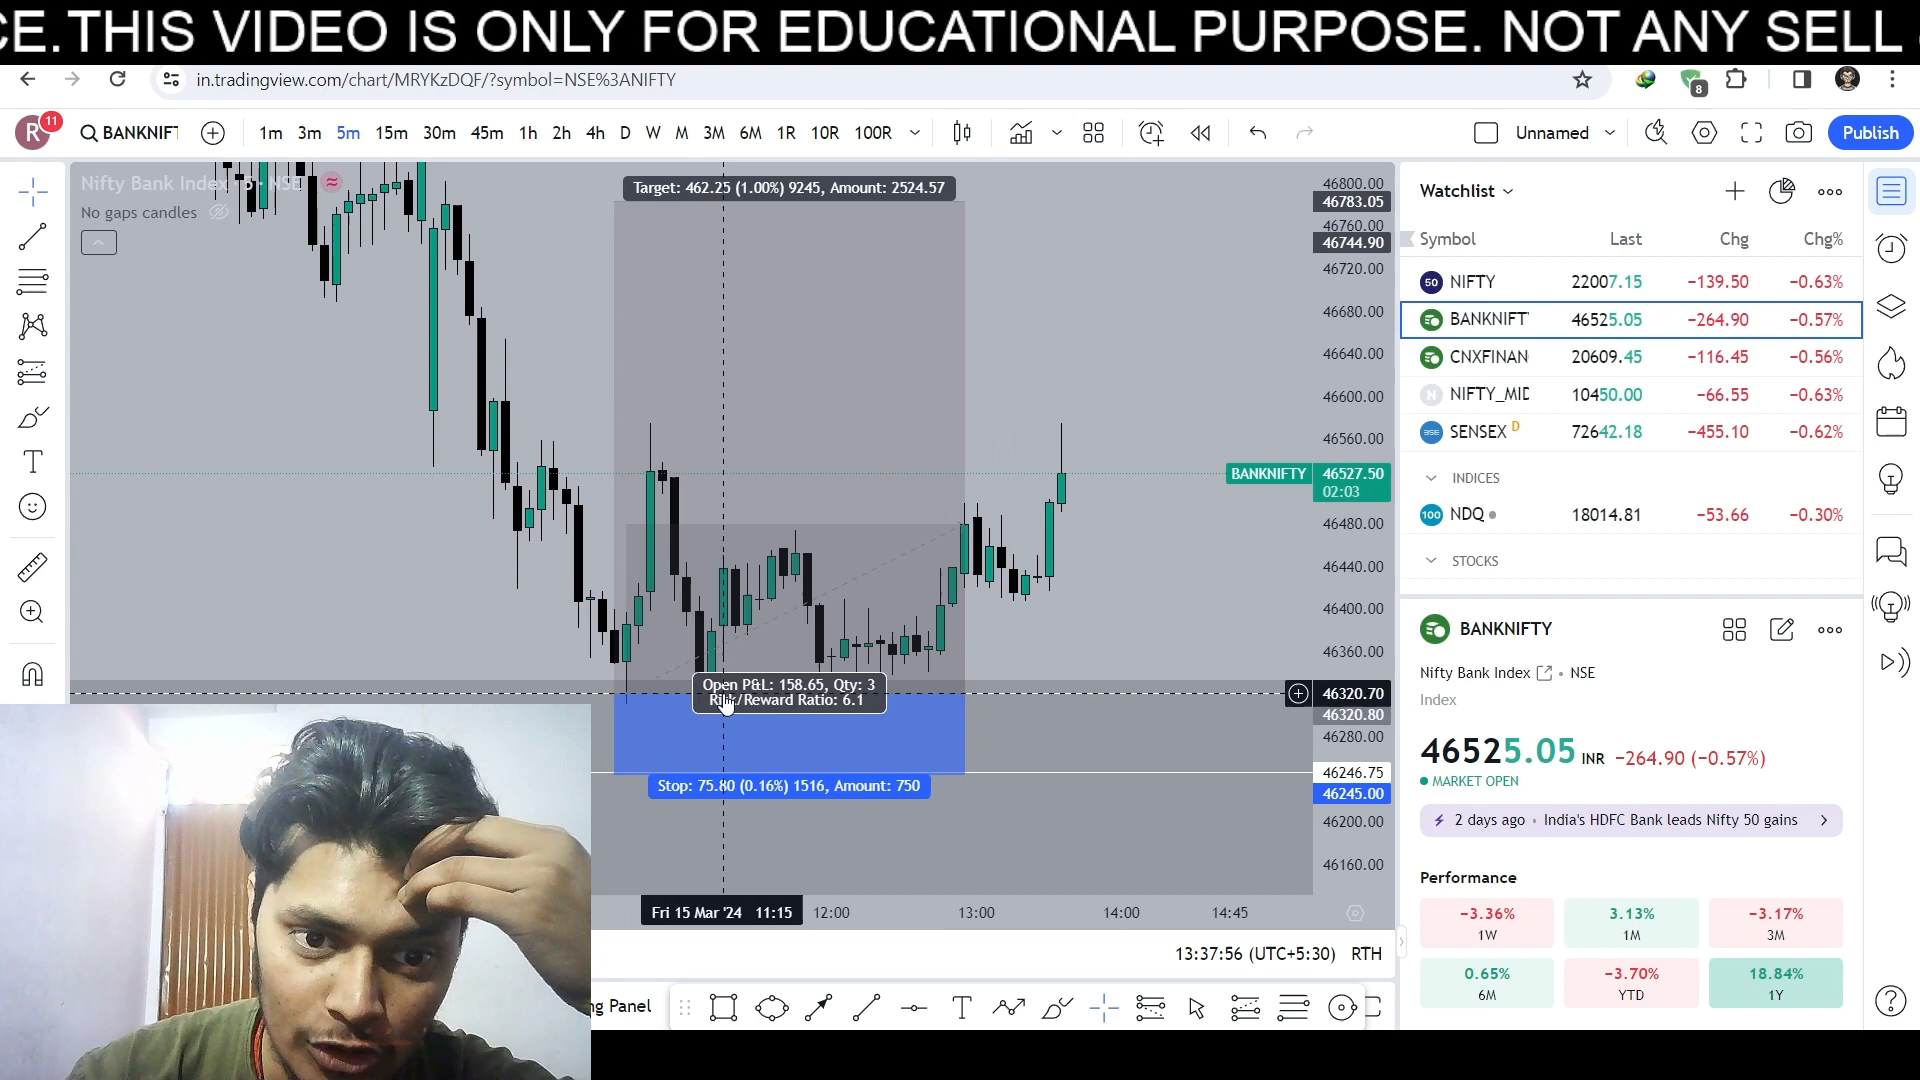 CE.THIS VIDEO IS ONLY FOR EDUCATIONAL PURPOSE. NOT ANY SELL
in.tradingview.com/chart/MRYKzDQF/?symbol=NSE%3ANIFTY
8
R 11 BANKNIFT 1m 3m 5m 15m 30m 45m 1h 2h 4h D W M 3M 6M 1R 10R 100R Unnamed Publish
Nifty Bank Index · 5 · NSE
No gaps candles
Target: 462.25 (1.00%) 9245, Amount: 2524.57
Open P&L: 158.65, Qty: 3
Risk/Reward Ratio: 6.1
Stop: 75.80 (0.16%) 1516, Amount: 750
46800.00
46783.05
46760.00
46744.90
46720.00
46680.00
46640.00
46600.00
46560.00
BANKNIFTY 46527.50
02:03
46480.00
46440.00
46400.00
46360.00
46320.70
46320.80
46280.00
46246.75
46245.00
46200.00
46160.00
Fri 15 Mar '24 11:15 12:00 13:00 14:00 14:45
13:37:56 (UTC+5:30) RTH
ng Panel
Watchlist
Symbol Last Chg Chg%
50 NIFTY 22007.15 −139.50 −0.63%
BANKNIFT 46525.05 −264.90 −0.57%
CNXFINAN 20609.45 −116.45 −0.56%
N NIFTY_MID 10450.00 −66.55 −0.63%
SENSEX D 72642.18 −455.10 −0.62%
INDICES
100 NDQ 18014.81 −53.66 −0.30%
STOCKS
BANKNIFTY
Nifty Bank Index • NSE
Index
46525.05 INR −264.90 (−0.57%)
MARKET OPEN
2 days ago • India's HDFC Bank leads Nifty 50 gains
Performance
−3.36% 3.13% −3.17%
1W 1M 3M
0.65% −3.70% 18.84%
6M YTD 1Y